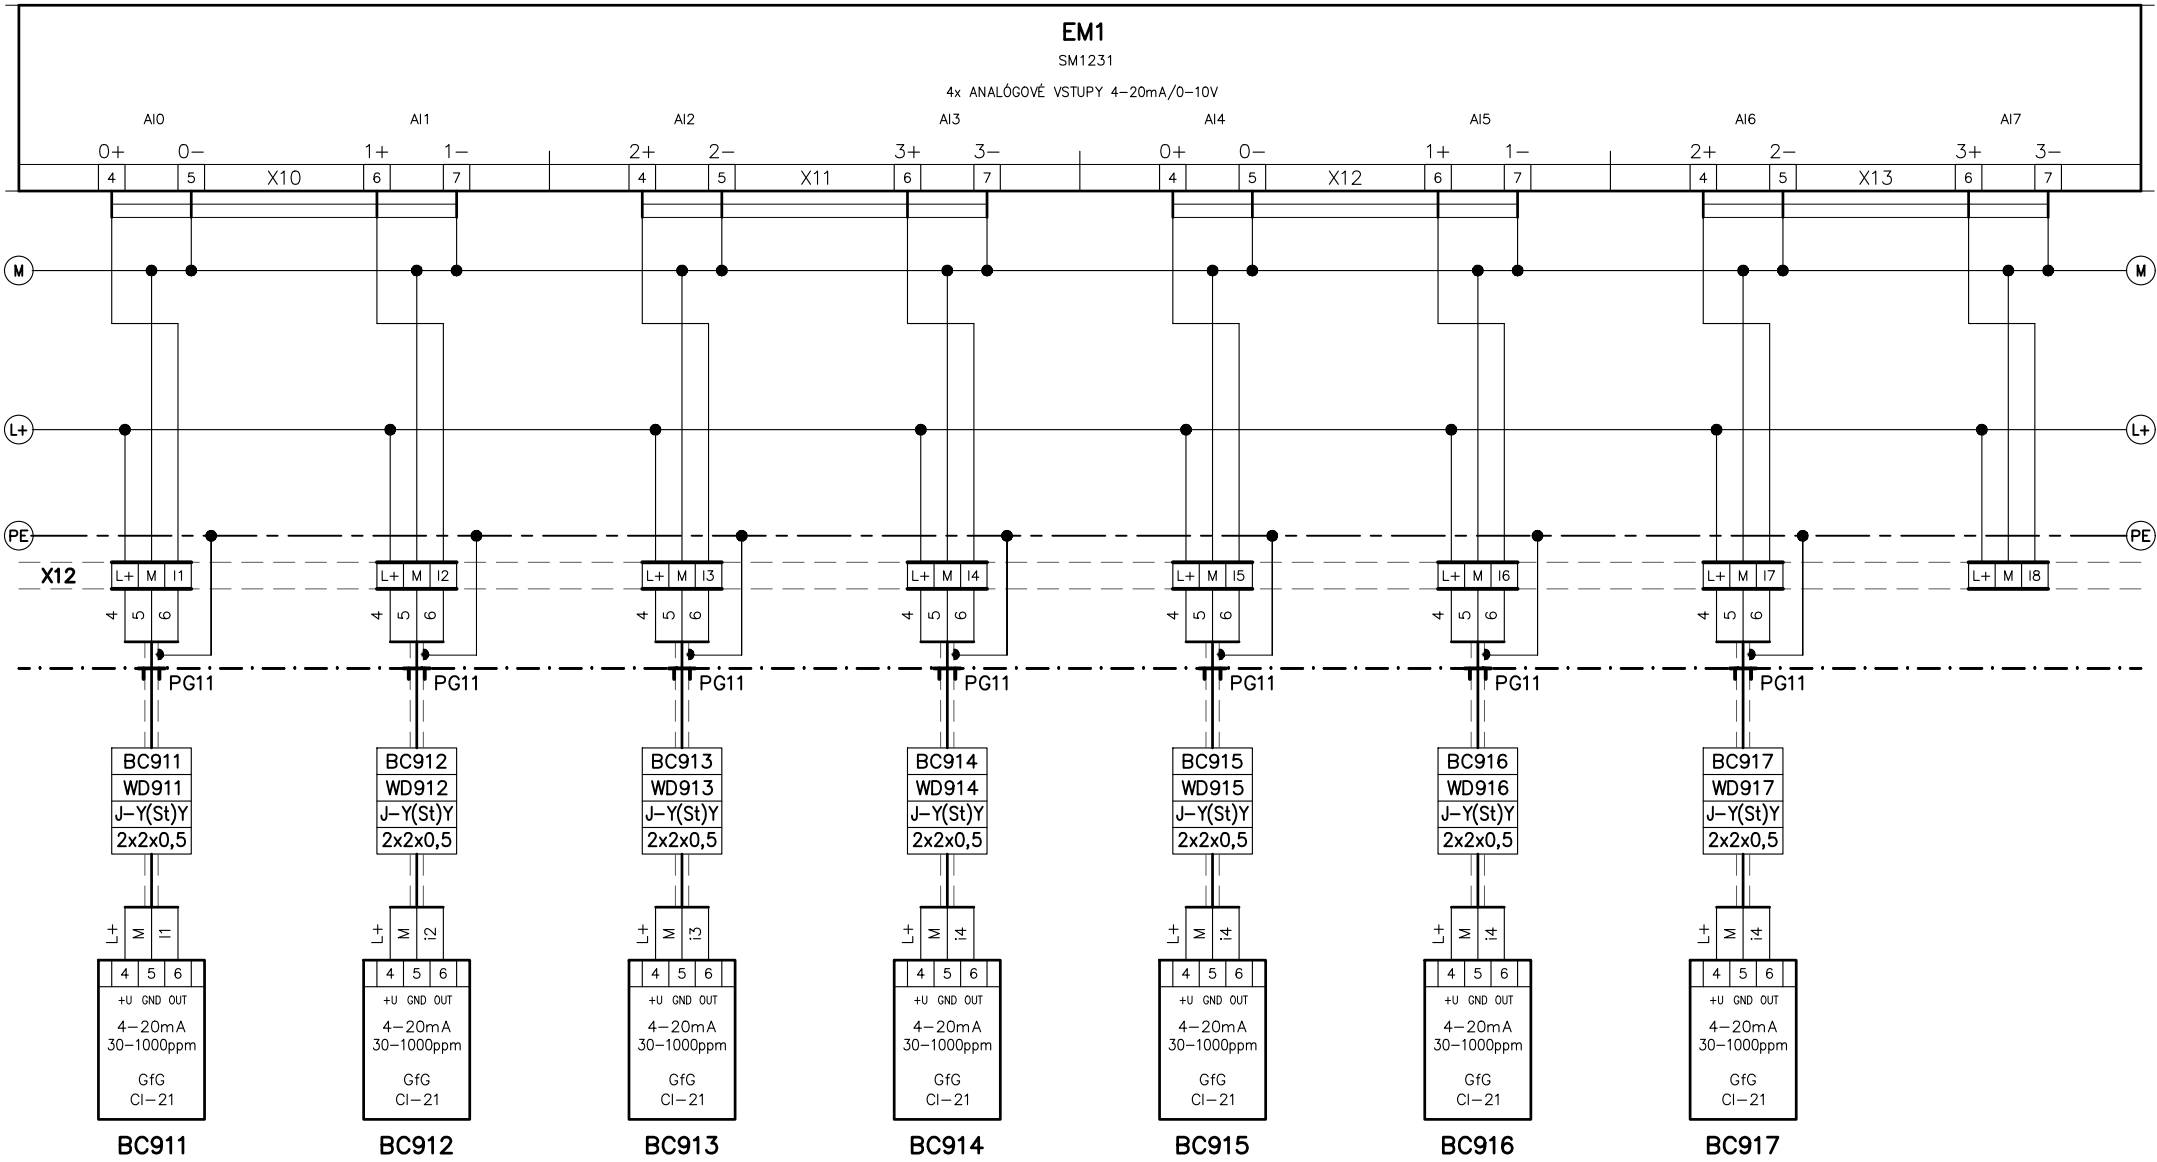 EM1
SM1231
4x ANALÓGOVÉ VSTUPY 4-20mA/0-10V
AI0 AI1 AI2 AI3 AI4 AI5 AI6 AI7
0+ 0- 1+ 1- 2+ 2- 3+ 3- 0+ 0- 1+ 1- 2+ 2- 3+ 3-
4 5 X10 6 7 4 5 X11 6 7 4 5 X12 6 7 4 5 X13 6 7
M M
L+ L+
PE PE
X12 L+ M I1 L+ M I2 L+ M I3 L+ M I4 L+ M I5 L+ M I6 L+ M I7 L+ M I8
4 5 6 4 5 6 4 5 6 4 5 6 4 5 6 4 5 6 4 5 6
PG11 PG11 PG11 PG11 PG11 PG11 PG11
BC911 BC912 BC913 BC914 BC915 BC916 BC917
WD911 WD912 WD913 WD914 WD915 WD916 WD917
J-Y(St)Y J-Y(St)Y J-Y(St)Y J-Y(St)Y J-Y(St)Y J-Y(St)Y J-Y(St)Y
2x2x0,5 2x2x0,5 2x2x0,5 2x2x0,5 2x2x0,5 2x2x0,5 2x2x0,5
L+ M I1 L+ M i2 L+ M i3 L+ M i4 L+ M i4 L+ M i4 L+ M i4
4 5 6 4 5 6 4 5 6 4 5 6 4 5 6 4 5 6 4 5 6
+U GND OUT +U GND OUT +U GND OUT +U GND OUT +U GND OUT +U GND OUT +U GND OUT
4-20mA 4-20mA 4-20mA 4-20mA 4-20mA 4-20mA 4-20mA
30-1000ppm 30-1000ppm 30-1000ppm 30-1000ppm 30-1000ppm 30-1000ppm 30-1000ppm
GfG GfG GfG GfG GfG GfG GfG
CI-21 CI-21 CI-21 CI-21 CI-21 CI-21 CI-21
BC911 BC912 BC913 BC914 BC915 BC916 BC917